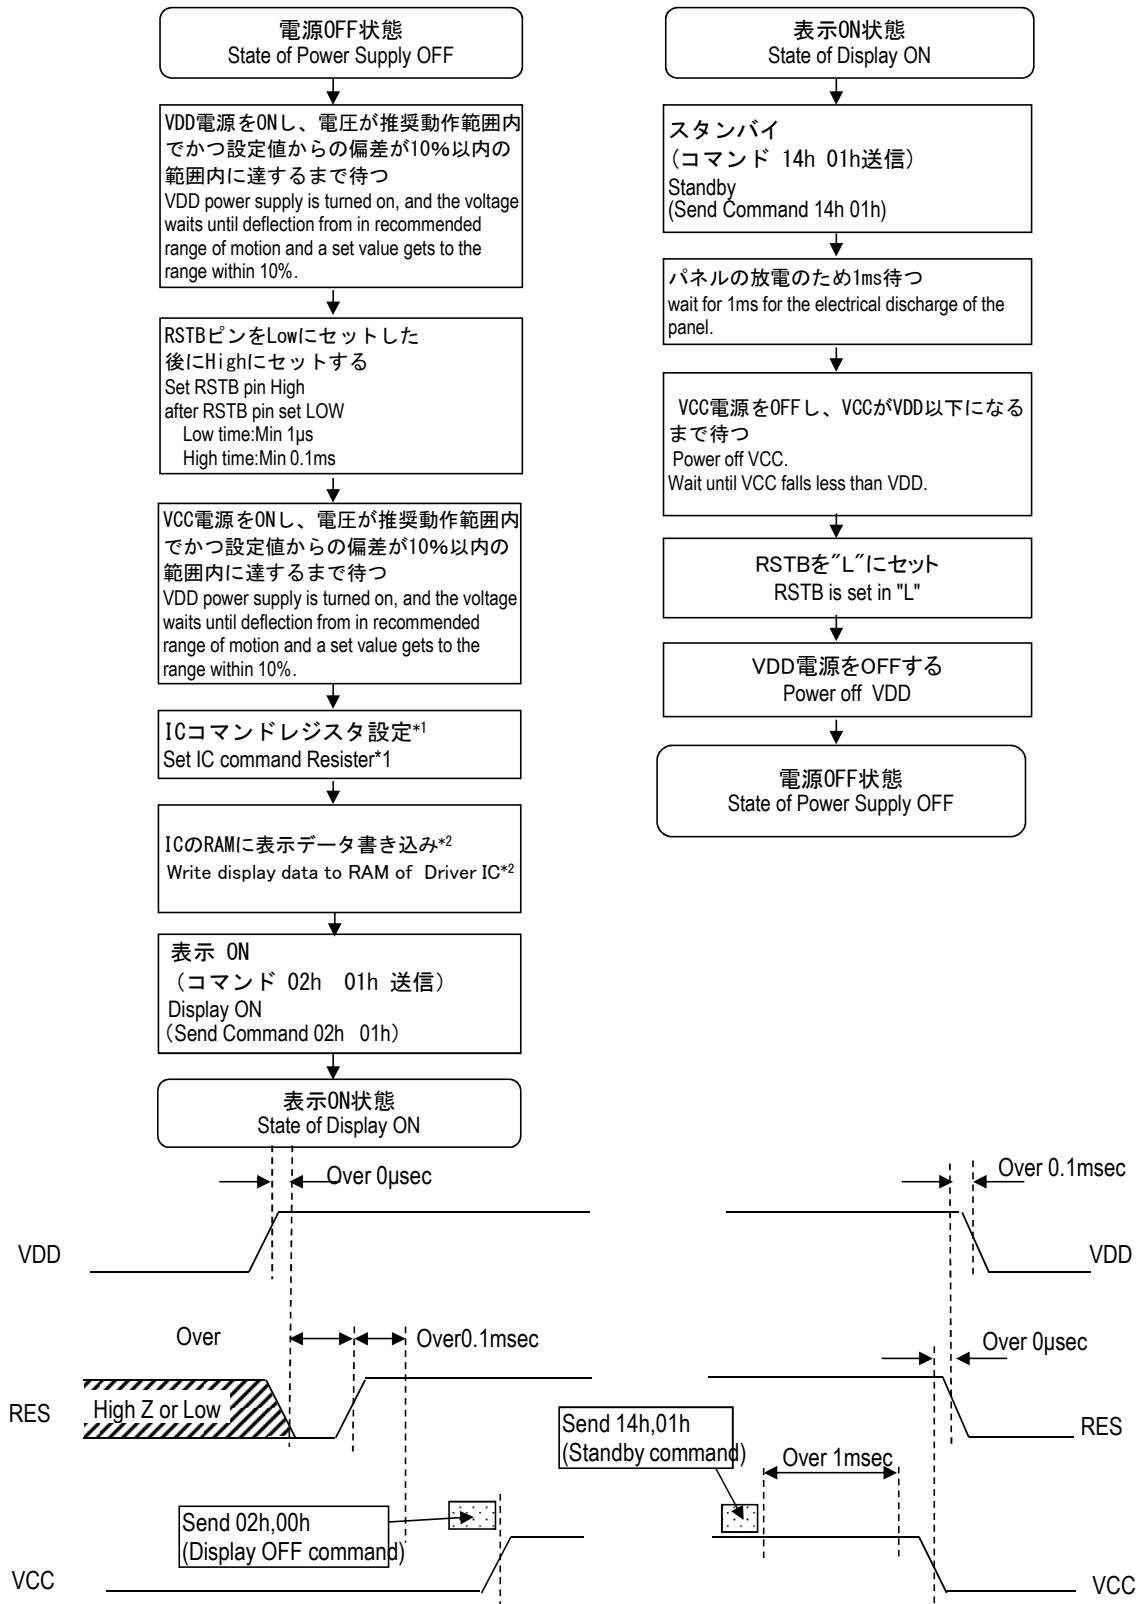 電源OFF状態
State of Power Supply OFF
VDD電源をONし、電圧が推奨動作範囲内
でかつ設定値からの偏差が10%以内の
範囲内に達するまで待つ
VDD power supply is turned on, and the voltage
waits until deflection from in recommended
range of motion and a set value gets to the
range within 10%.
RSTBピンをLowにセットした
後にHighにセットする
Set RSTB pin High
after RSTB pin set LOW
Low time:Min 1µs
High time:Min 0.1ms
VCC電源をONし、電圧が推奨動作範囲内
でかつ設定値からの偏差が10%以内の
範囲内に達するまで待つ
VDD power supply is turned on, and the voltage
waits until deflection from in recommended
range of motion and a set value gets to the
range within 10%.
ICコマンドレジスタ設定*1
Set IC command Resister*1
ICのRAMに表示データ書き込み*2
Write display data to RAM of Driver IC*2
表示 ON
(コマンド 02h 01h 送信)
Display ON
(Send Command 02h 01h)
表示ON状態
State of Display ON
表示ON状態
State of Display ON
スタンバイ
(コマンド 14h 01h送信)
Standby
(Send Command 14h 01h)
パネルの放電のため1ms待つ
wait for 1ms for the electrical discharge of the
panel.
VCC電源をOFFし、VCCがVDD以下になる
まで待つ
Power off VCC.
Wait until VCC falls less than VDD.
RSTBを"L"にセット
RSTB is set in "L"
VDD電源をOFFする
Power off VDD
電源OFF状態
State of Power Supply OFF
Over 0µsec
Over 0.1msec
VDD
VDD
Over
Over0.1msec
Over 0µsec
RES
High Z or Low
RES
Send 14h,01h
(Standby command)
Over 1msec
Send 02h,00h
(Display OFF command)
VCC
VCC